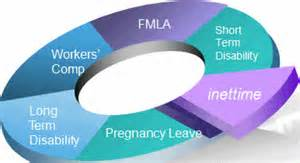 FMLA
Short
Term
Disability
inettime
Pregnancy Leave
Long
Term
Disability
Workers'
Comp